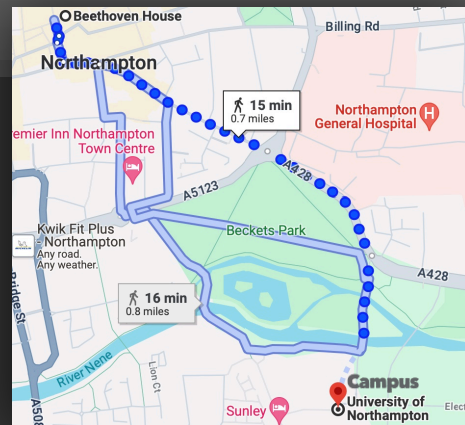 Beethoven House
Billing Rd
Northampton
15 min
0.7 miles
Northampton
General Hospital
remier Inn Northampton
Town Centre
A428
A5123
Kwik Fit Plus
- Northampton
Any road.
Any weather.
Beckets Park
A428
16 min
0.8 miles
Bridge St
River Nene
Lion Ct
Campus
University of
Northampton
Sunley
Elect
A508